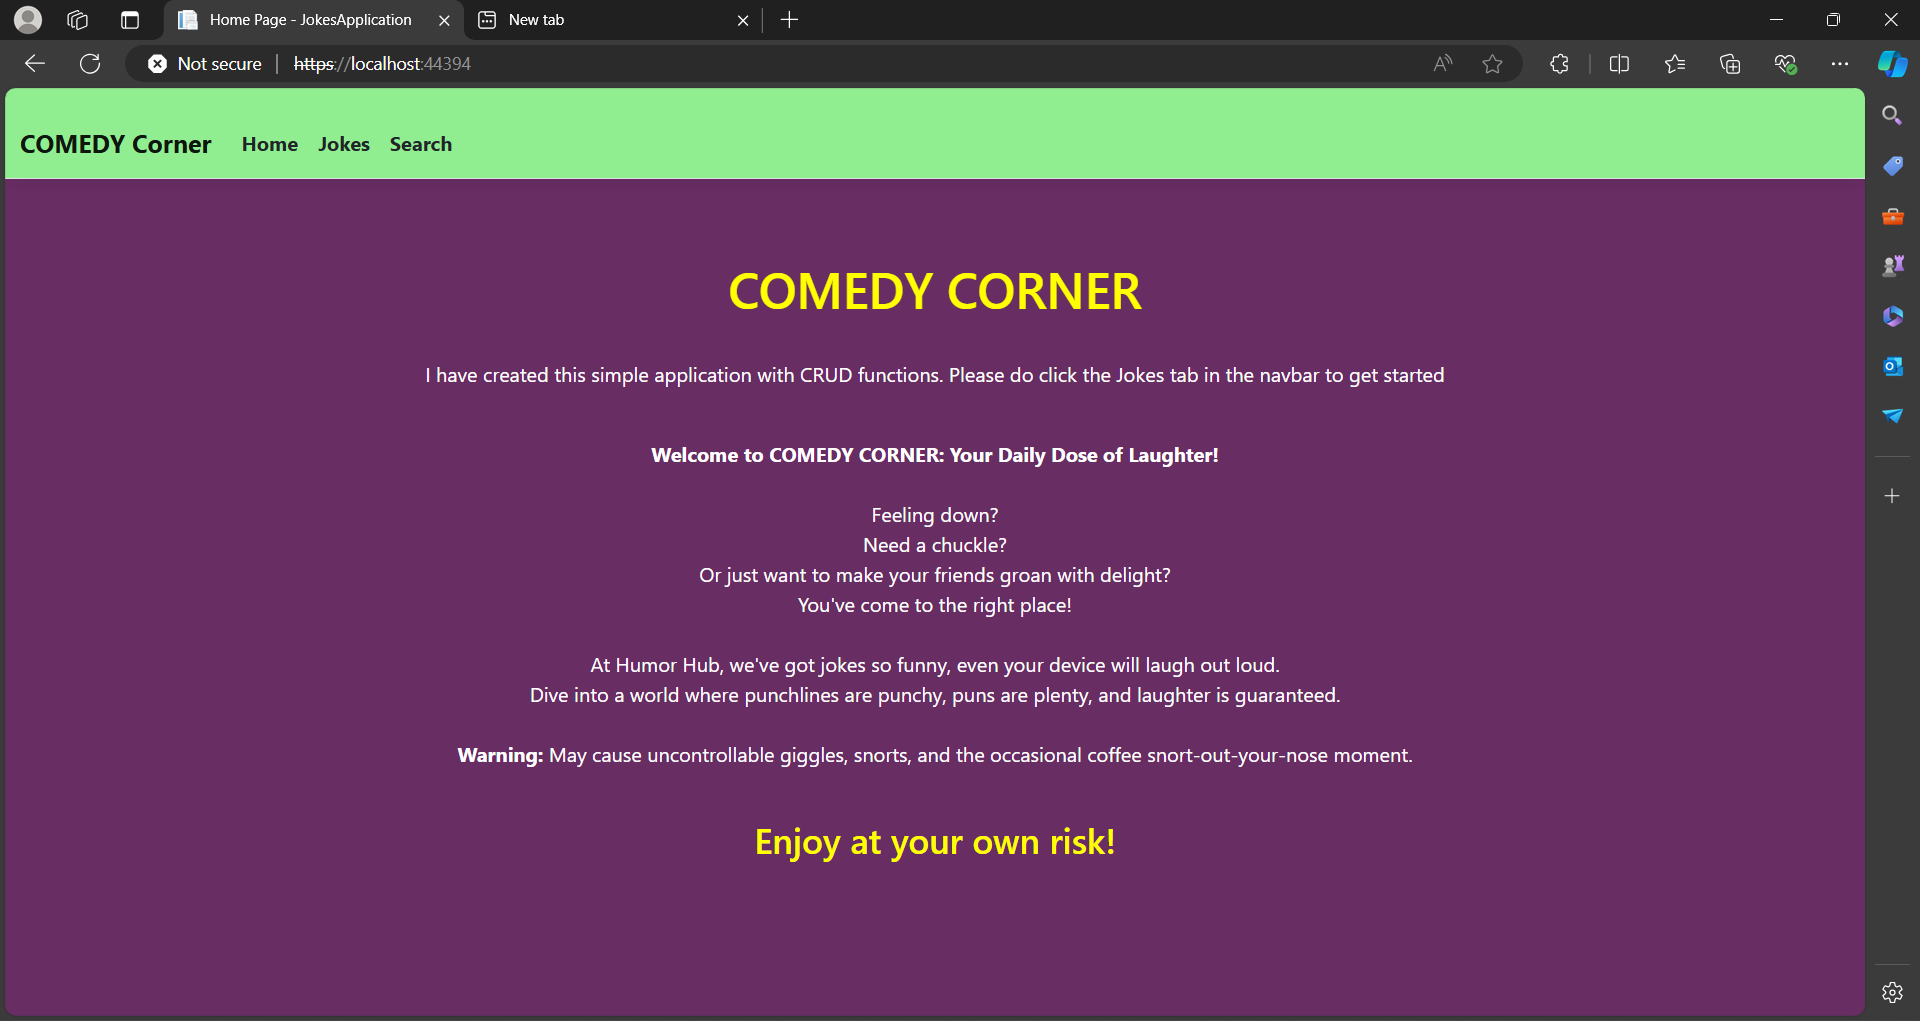 Home Page - JokesApplication
New tab
Not secure
https://localhost:44394
COMEDY Corner Home Jokes Search
COMEDY CORNER
I have created this simple application with CRUD functions. Please do click the Jokes tab in the navbar to get started
Welcome to COMEDY CORNER: Your Daily Dose of Laughter!
Feeling down?
Need a chuckle?
Or just want to make your friends groan with delight?
You've come to the right place!
At Humor Hub, we've got jokes so funny, even your device will laugh out loud.
Dive into a world where punchlines are punchy, puns are plenty, and laughter is guaranteed.
Warning: May cause uncontrollable giggles, snorts, and the occasional coffee snort-out-your-nose moment.
Enjoy at your own risk!